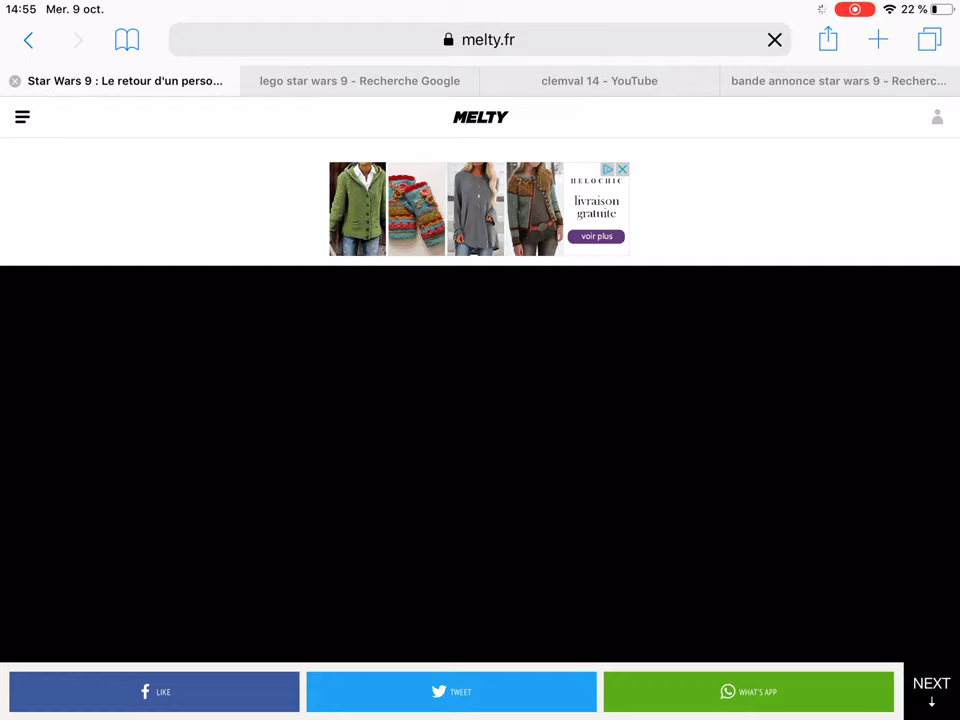 14:55 Mer. 9 oct.
22 %
melty.fr
Star Wars 9 : Le retour d'un perso...
lego star wars 9 - Recherche Google
clemval 14 - YouTube
bande annonce star wars 9 - Recherc...
MELTY
HELOCHIC
livraison
gratuite
voir plus
LIKE
TWEET
WHAT'S APP
NEXT